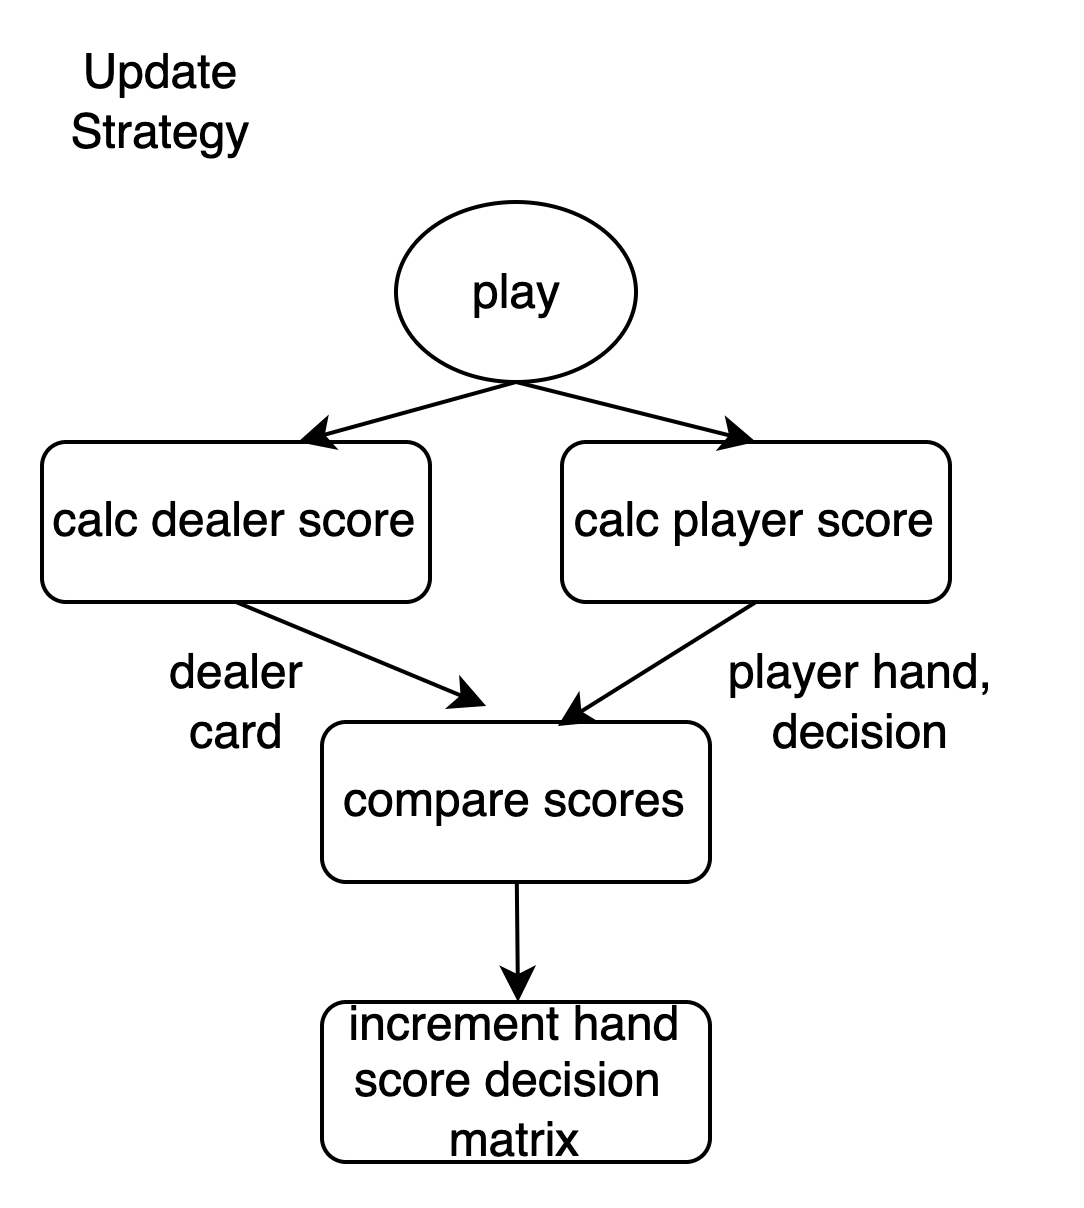 Update
Strategy
play
calc dealer score
calc player score
dealer
card
player hand,
decision
compare scores
increment hand
score decision
matrix